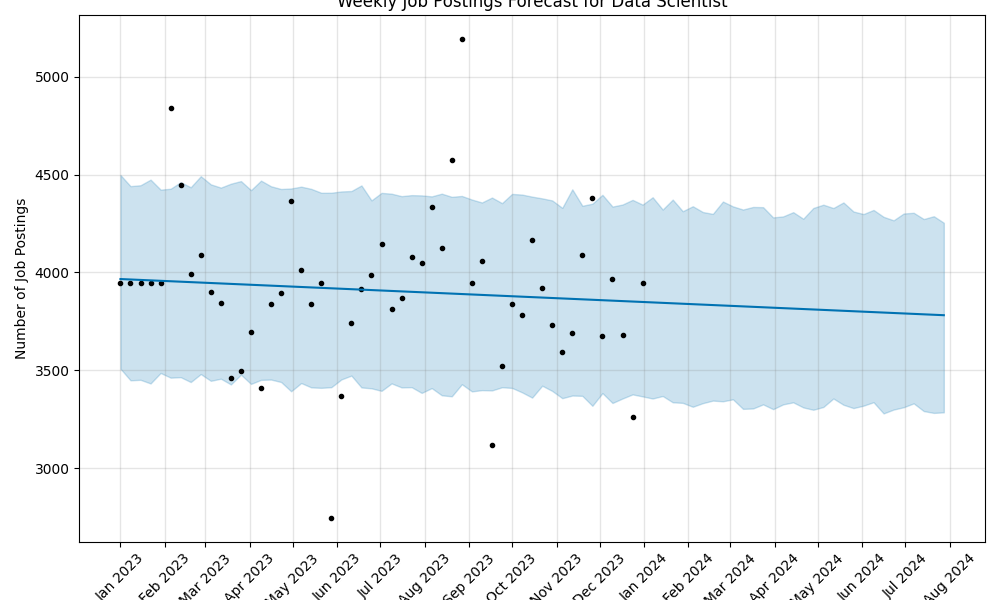 Weekly Job Postings Forecast for Data Scientist
Number of Job Postings
5000
4500
4000
3500
3000
Jan 2023
Feb 2023
Mar 2023
Apr 2023
May 2023
Jun 2023
Jul 2023
Aug 2023
Sep 2023
Oct 2023
Nov 2023
Dec 2023
Jan 2024
Feb 2024
Mar 2024
Apr 2024
May 2024
Jun 2024
Jul 2024
Aug 2024